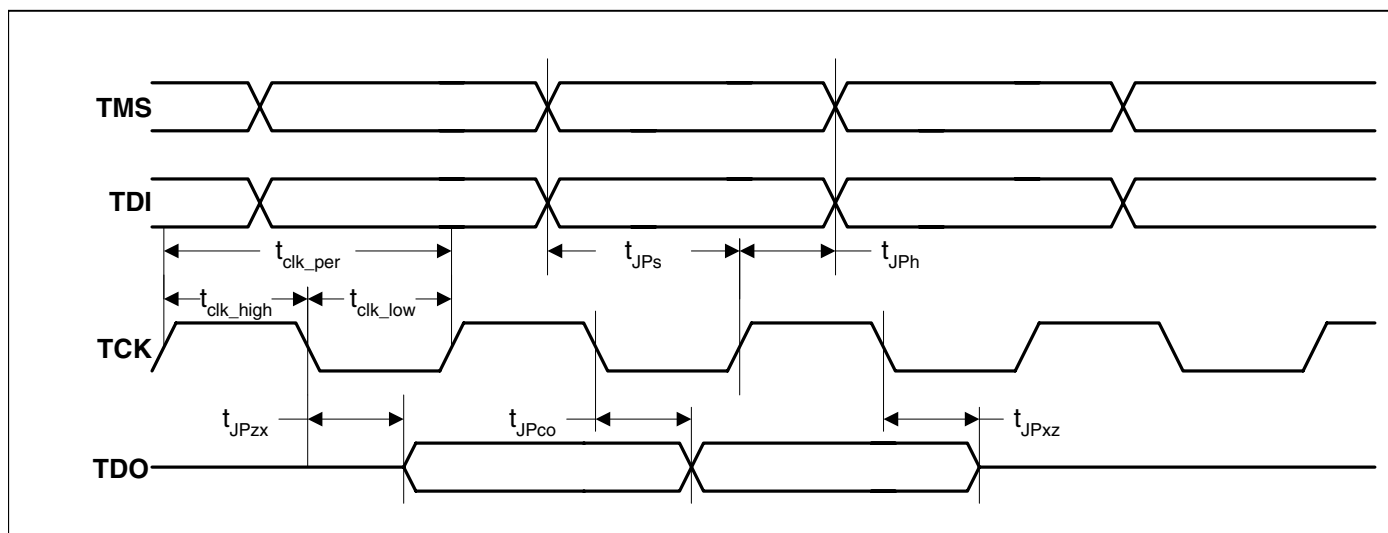 TMS
TDI
t_clk_per t_JPs t_JPh
t_clk_high t_clk_low
TCK
t_JPzx t_JPco t_JPxz
TDO